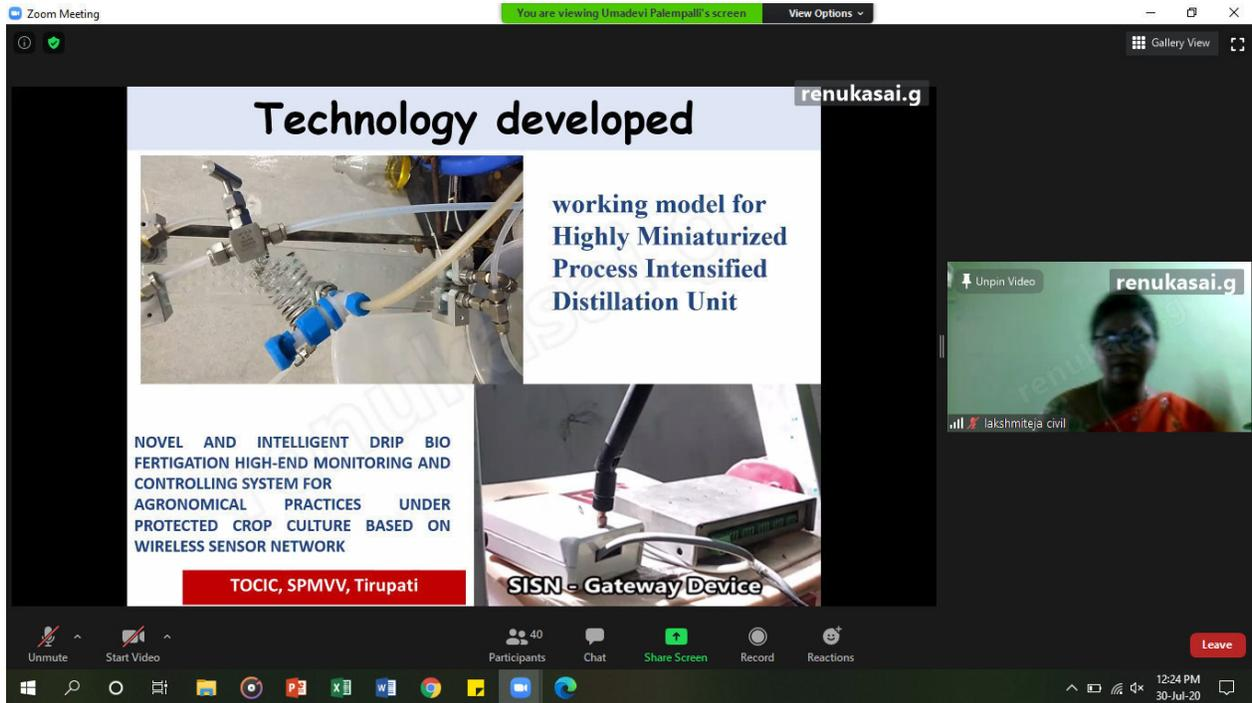 Zoom Meeting
You are viewing Umadevi Palempalli's screen
View Options
Gallery View
renukasai.g
Technology developed
working model for
Highly Miniaturized
Process Intensified
Distillation Unit
Unpin Video
renukasai.g
renukasai.g
lakshmiteja civil
renukasai.g
NOVEL AND INTELLIGENT DRIP BIO
FERTIGATION HIGH-END MONITORING AND
CONTROLLING SYSTEM FOR
AGRONOMICAL PRACTICES UNDER
PROTECTED CROP CULTURE BASED ON
WIRELESS SENSOR NETWORK
TOCIC, SPMVV, Tirupati
SISN - Gateway Device
Unmute
Start Video
40
Participants
Chat
Share Screen
Record
Reactions
Leave
12:24 PM
30-Jul-20